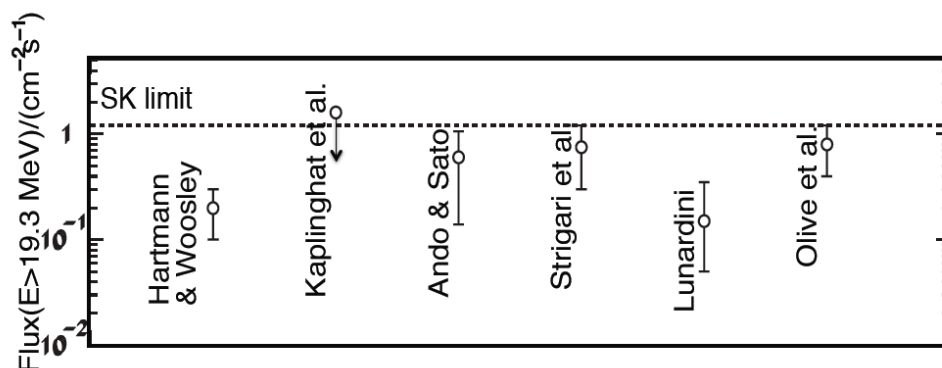 Flux(E>19.3 MeV)/(cm⁻²s⁻¹)
SK limit
1
10⁻¹
10⁻²
Hartmann
& Woosley
Kaplinghat et al.
Ando & Sato
Strigari et al
Lunardini
Olive et al.